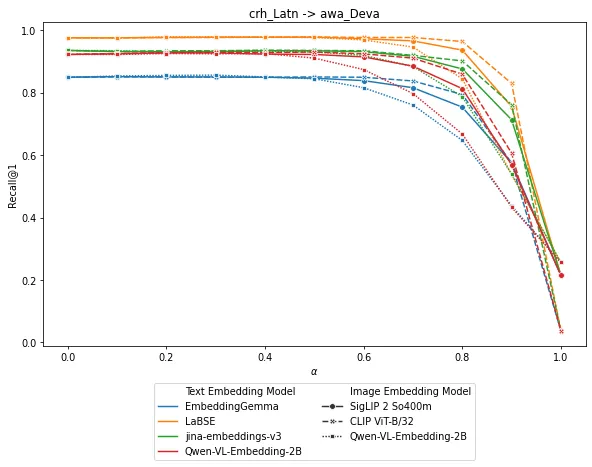 crh_Latn -> awa_Deva
Recall@1
1.0
0.8
0.6
0.4
0.2
0.0
0.0 0.2 0.4 0.6 0.8 1.0
α
Text Embedding Model
EmbeddingGemma
LaBSE
jina-embeddings-v3
Qwen-VL-Embedding-2B
Image Embedding Model
SigLIP 2 So400m
CLIP ViT-B/32
Qwen-VL-Embedding-2B